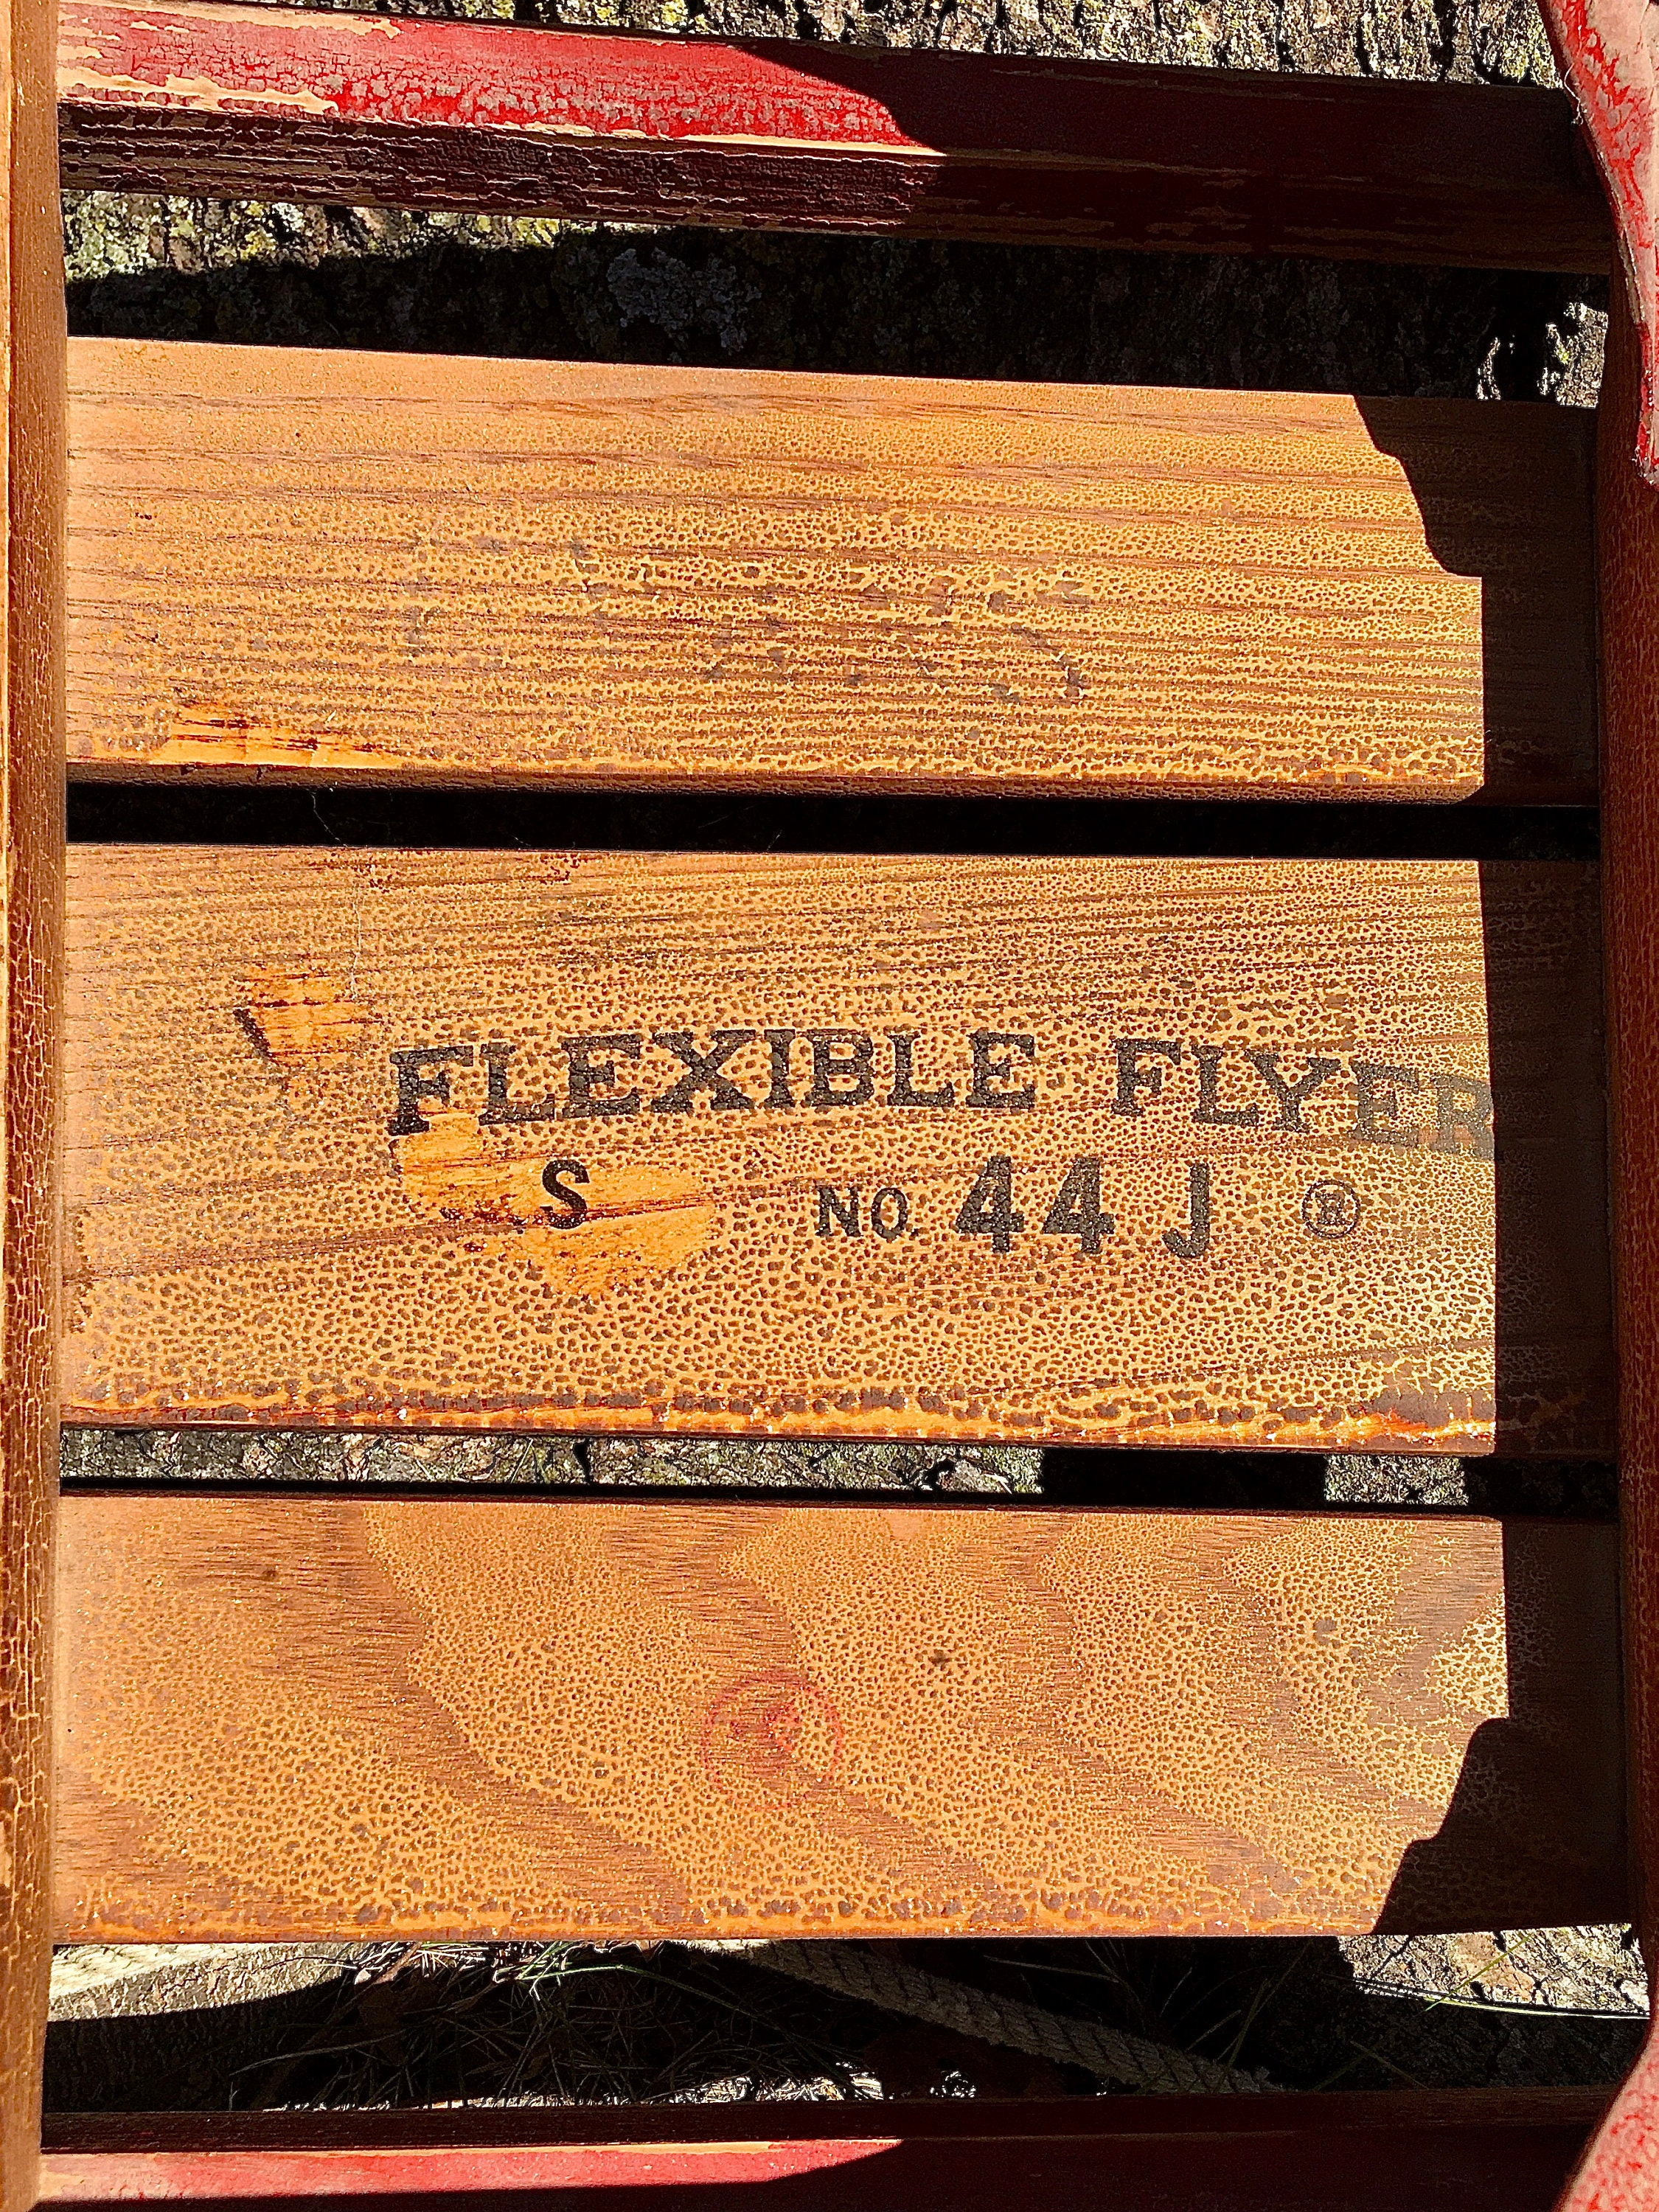 FLEXIBLE FLYER
S NO. 44 J ®